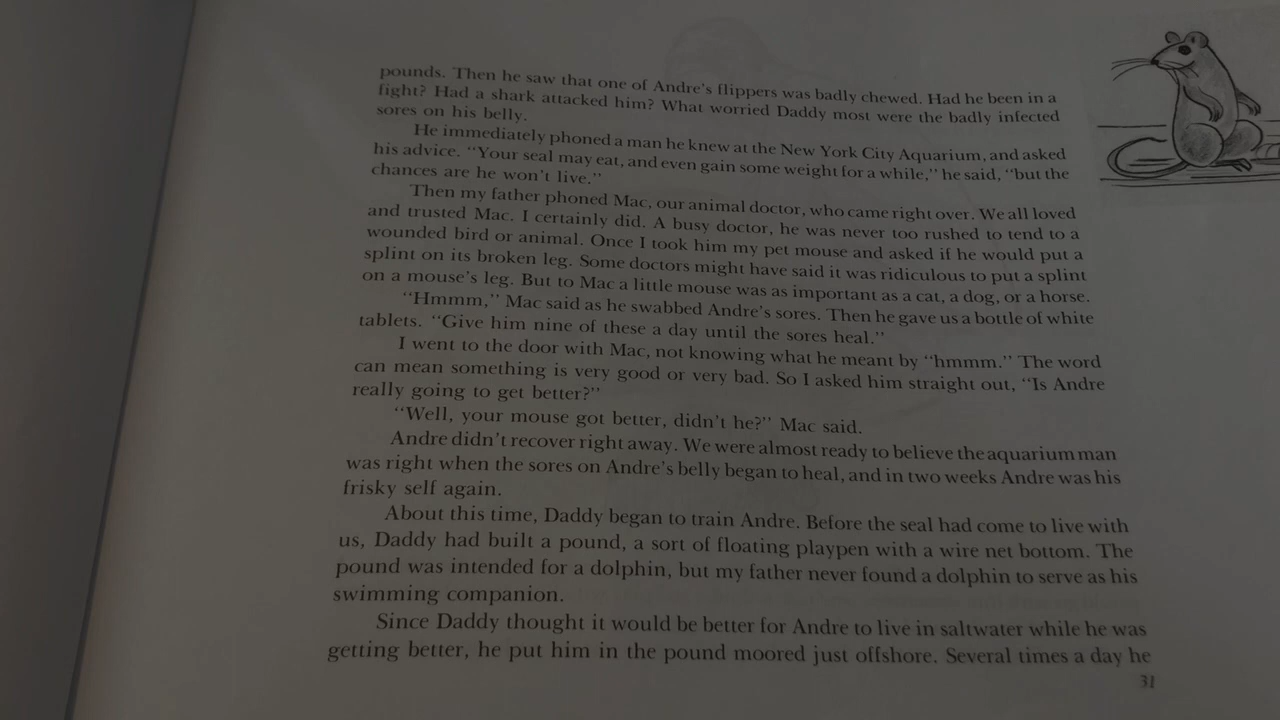 pounds. Then he saw that one of Andre's flippers was badly chewed. Had he been in a
fight? Had a shark attacked him? What worried Daddy most were the badly infected
sores on his belly.
He immediately phoned a man he knew at the New York City Aquarium, and asked
his advice. "Your seal may eat, and even gain some weight for a while," he said, "but the
chances are he won't live."
Then my father phoned Mac, our animal doctor, who came right over. We all loved
and trusted Mac. I certainly did. A busy doctor, he was never too rushed to tend to a
wounded bird or animal. Once I took him my pet mouse and asked if he would put a
splint on its broken leg. Some doctors might have said it was ridiculous to put a splint
on a mouse's leg. But to Mac a little mouse was as important as a cat, a dog, or a horse.
"Hmmm," Mac said as he swabbed Andre's sores. Then he gave us a bottle of white
tablets. "Give him nine of these a day until the sores heal."
I went to the door with Mac, not knowing what he meant by "hmmm." The word
can mean something is very good or very bad. So I asked him straight out, "Is Andre
really going to get better?"
"Well, your mouse got better, didn't he?" Mac said.
Andre didn't recover right away. We were almost ready to believe the aquarium man
was right when the sores on Andre's belly began to heal, and in two weeks Andre was his
frisky self again.
About this time, Daddy began to train Andre. Before the seal had come to live with
us, Daddy had built a pound, a sort of floating playpen with a wire net bottom. The
pound was intended for a dolphin, but my father never found a dolphin to serve as his
swimming companion.
Since Daddy thought it would be better for Andre to live in saltwater while he was
getting better, he put him in the pound moored just offshore. Several times a day he
31